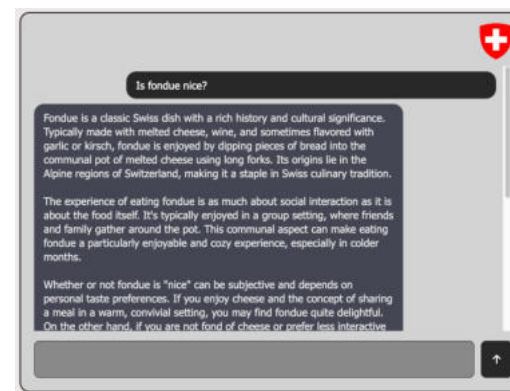 Is fondue nice?
Fondue is a classic Swiss dish with a rich history and cultural significance.
Typically made with melted cheese, wine, and sometimes flavored with
garlic or kirsch, fondue is enjoyed by dipping pieces of bread into the
communal pot of melted cheese using long forks. Its origins lie in the
Alpine regions of Switzerland, making it a staple in Swiss culinary tradition.
The experience of eating fondue is as much about social interaction as it is
about the food itself. It's typically enjoyed in a group setting, where friends
and family gather around the pot. This communal aspect can make eating
fondue a particularly enjoyable and cozy experience, especially in colder
months.
Whether or not fondue is "nice" can be subjective and depends on
personal taste preferences. If you enjoy cheese and the concept of sharing
a meal in a warm, convivial setting, you may find fondue quite delightful.
On the other hand, if you are not fond of cheese or prefer less interactive